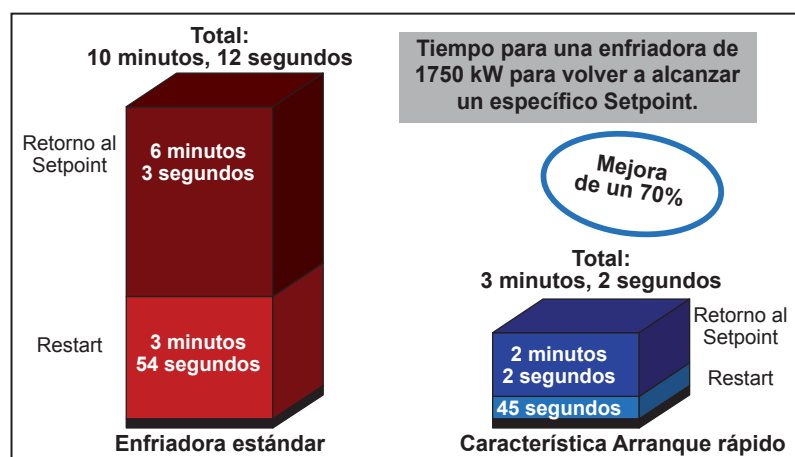 Total:
10 minutos, 12 segundos
Retorno al
Setpoint
6 minutos
3 segundos
Restart
3 minutos
54 segundos
Enfriadora estándar
Tiempo para una enfriadora de
1750 kW para volver a alcanzar
un específico Setpoint.
Mejora
de un 70%
Total:
3 minutos, 2 segundos
Retorno al
Setpoint
2 minutos
2 segundos
Restart
45 segundos
Característica Arranque rápido